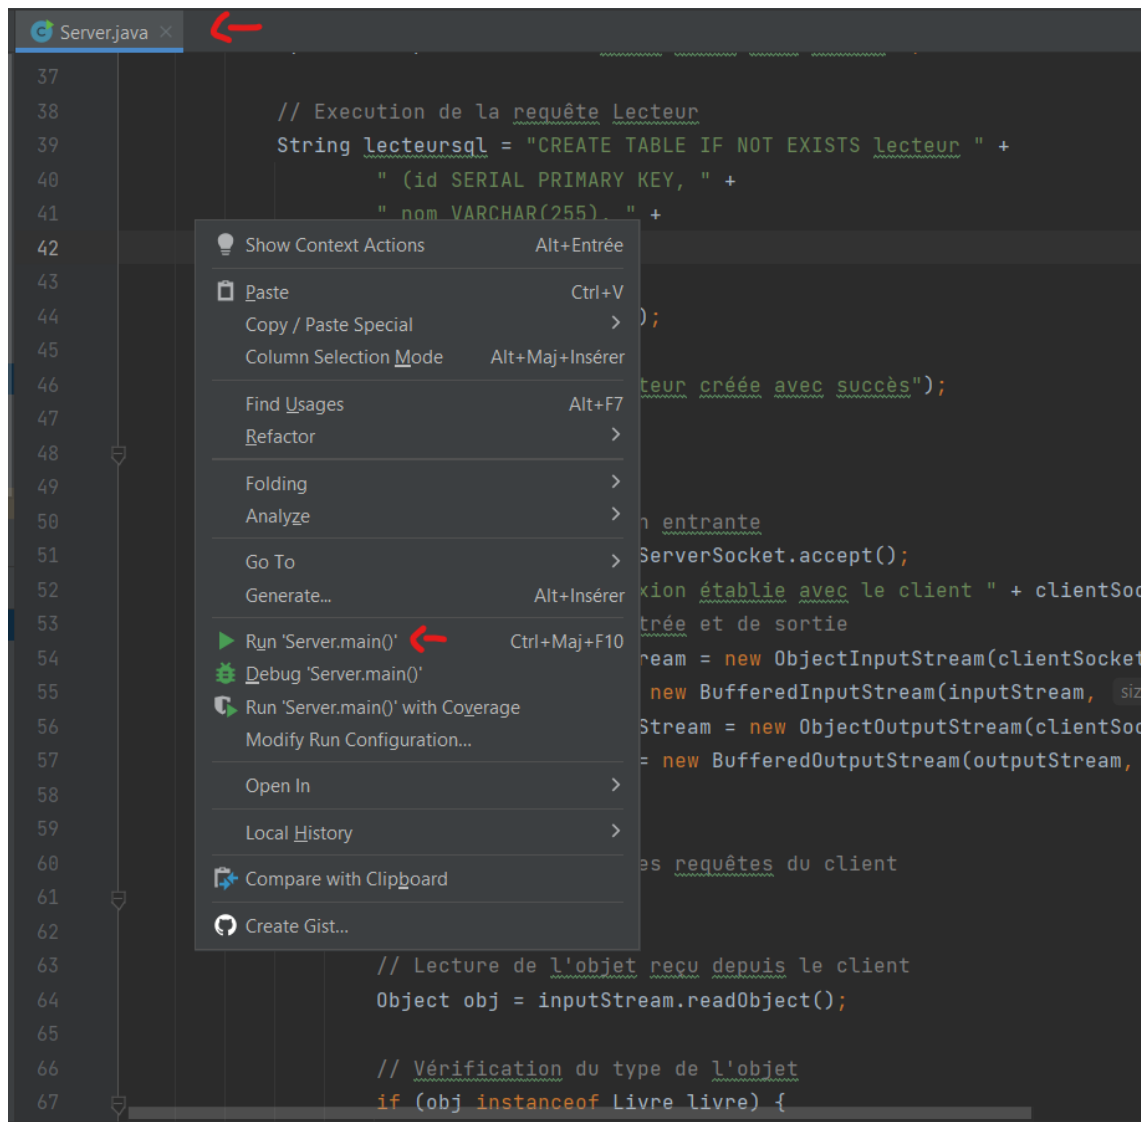 Server.java
37
38 // Execution de la requête Lecteur
39 String lecteursql = "CREATE TABLE IF NOT EXISTS lecteur " +
40 " (id SERIAL PRIMARY KEY, " +
41 " nom VARCHAR(255), " +
42
43
44 );
45
46 teur créée avec succès");
47
48
49
50 n entrante
51 ServerSocket.accept();
52 xion établie avec le client " + clientSoc
53 trée et de sortie
54 ream = new ObjectInputStream(clientSocket
55 new BufferedInputStream(inputStream, siz
56 Stream = new ObjectOutputStream(clientSoc
57 = new BufferedOutputStream(outputStream,
58
59
60 es requêtes du client
61
62
63 // Lecture de l'objet reçu depuis le client
64 Object obj = inputStream.readObject();
65
66 // Vérification du type de l'objet
67 if (obj instanceof Livre livre) {
Show Context Actions Alt+Entrée
Paste Ctrl+V
Copy / Paste Special
Column Selection Mode Alt+Maj+Insérer
Find Usages Alt+F7
Refactor
Folding
Analyze
Go To
Generate... Alt+Insérer
Run 'Server.main()' Ctrl+Maj+F10
Debug 'Server.main()'
Run 'Server.main()' with Coverage
Modify Run Configuration...
Open In
Local History
Compare with Clipboard
Create Gist...